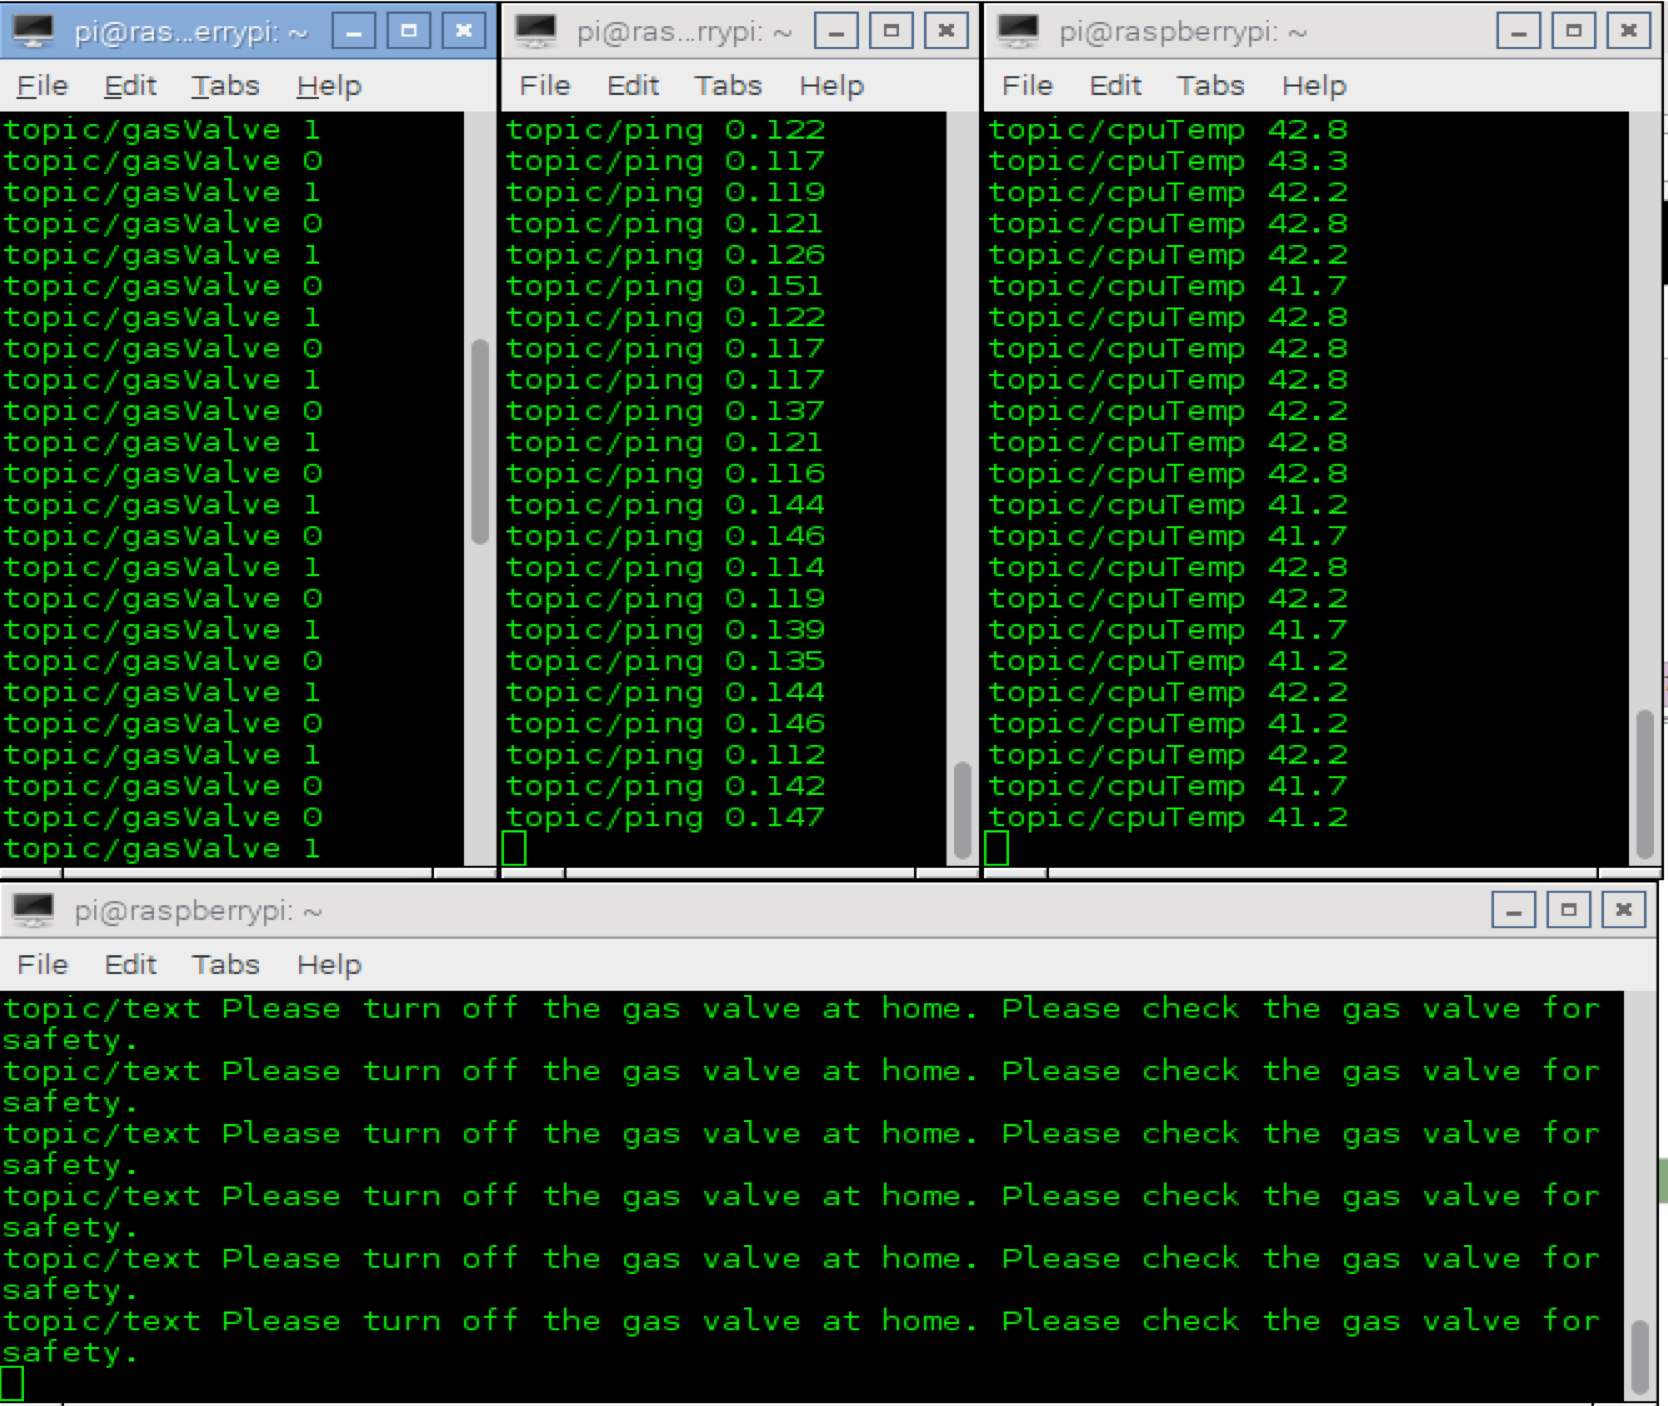 pi@ras...errypi: ~
File Edit Tabs Help
topic/gasValve 1
topic/gasValve 0
topic/gasValve 1
topic/gasValve 0
topic/gasValve 1
topic/gasValve 0
topic/gasValve 1
topic/gasValve 0
topic/gasValve 1
topic/gasValve 0
topic/gasValve 1
topic/gasValve 0
topic/gasValve 1
topic/gasValve 0
topic/gasValve 1
topic/gasValve 0
topic/gasValve 1
topic/gasValve 0
topic/gasValve 1
topic/gasValve 0
topic/gasValve 1
topic/gasValve 0
topic/gasValve 0
topic/gasValve 1
pi@ras...rrypi: ~
File Edit Tabs Help
topic/ping 0.122
topic/ping 0.117
topic/ping 0.119
topic/ping 0.121
topic/ping 0.126
topic/ping 0.151
topic/ping 0.122
topic/ping 0.117
topic/ping 0.117
topic/ping 0.137
topic/ping 0.121
topic/ping 0.116
topic/ping 0.144
topic/ping 0.146
topic/ping 0.114
topic/ping 0.119
topic/ping 0.139
topic/ping 0.135
topic/ping 0.144
topic/ping 0.146
topic/ping 0.112
topic/ping 0.142
topic/ping 0.147
pi@raspberrypi: ~
File Edit Tabs Help
topic/cpuTemp 42.8
topic/cpuTemp 43.3
topic/cpuTemp 42.2
topic/cpuTemp 42.8
topic/cpuTemp 42.2
topic/cpuTemp 41.7
topic/cpuTemp 42.8
topic/cpuTemp 42.8
topic/cpuTemp 42.8
topic/cpuTemp 42.2
topic/cpuTemp 42.8
topic/cpuTemp 42.8
topic/cpuTemp 41.2
topic/cpuTemp 41.7
topic/cpuTemp 42.8
topic/cpuTemp 42.2
topic/cpuTemp 41.7
topic/cpuTemp 41.2
topic/cpuTemp 42.2
topic/cpuTemp 41.2
topic/cpuTemp 42.2
topic/cpuTemp 41.7
topic/cpuTemp 41.2
pi@raspberrypi: ~
File Edit Tabs Help
topic/text Please turn off the gas valve at home. Please check the gas valve for
safety.
topic/text Please turn off the gas valve at home. Please check the gas valve for
safety.
topic/text Please turn off the gas valve at home. Please check the gas valve for
safety.
topic/text Please turn off the gas valve at home. Please check the gas valve for
safety.
topic/text Please turn off the gas valve at home. Please check the gas valve for
safety.
topic/text Please turn off the gas valve at home. Please check the gas valve for
safety.